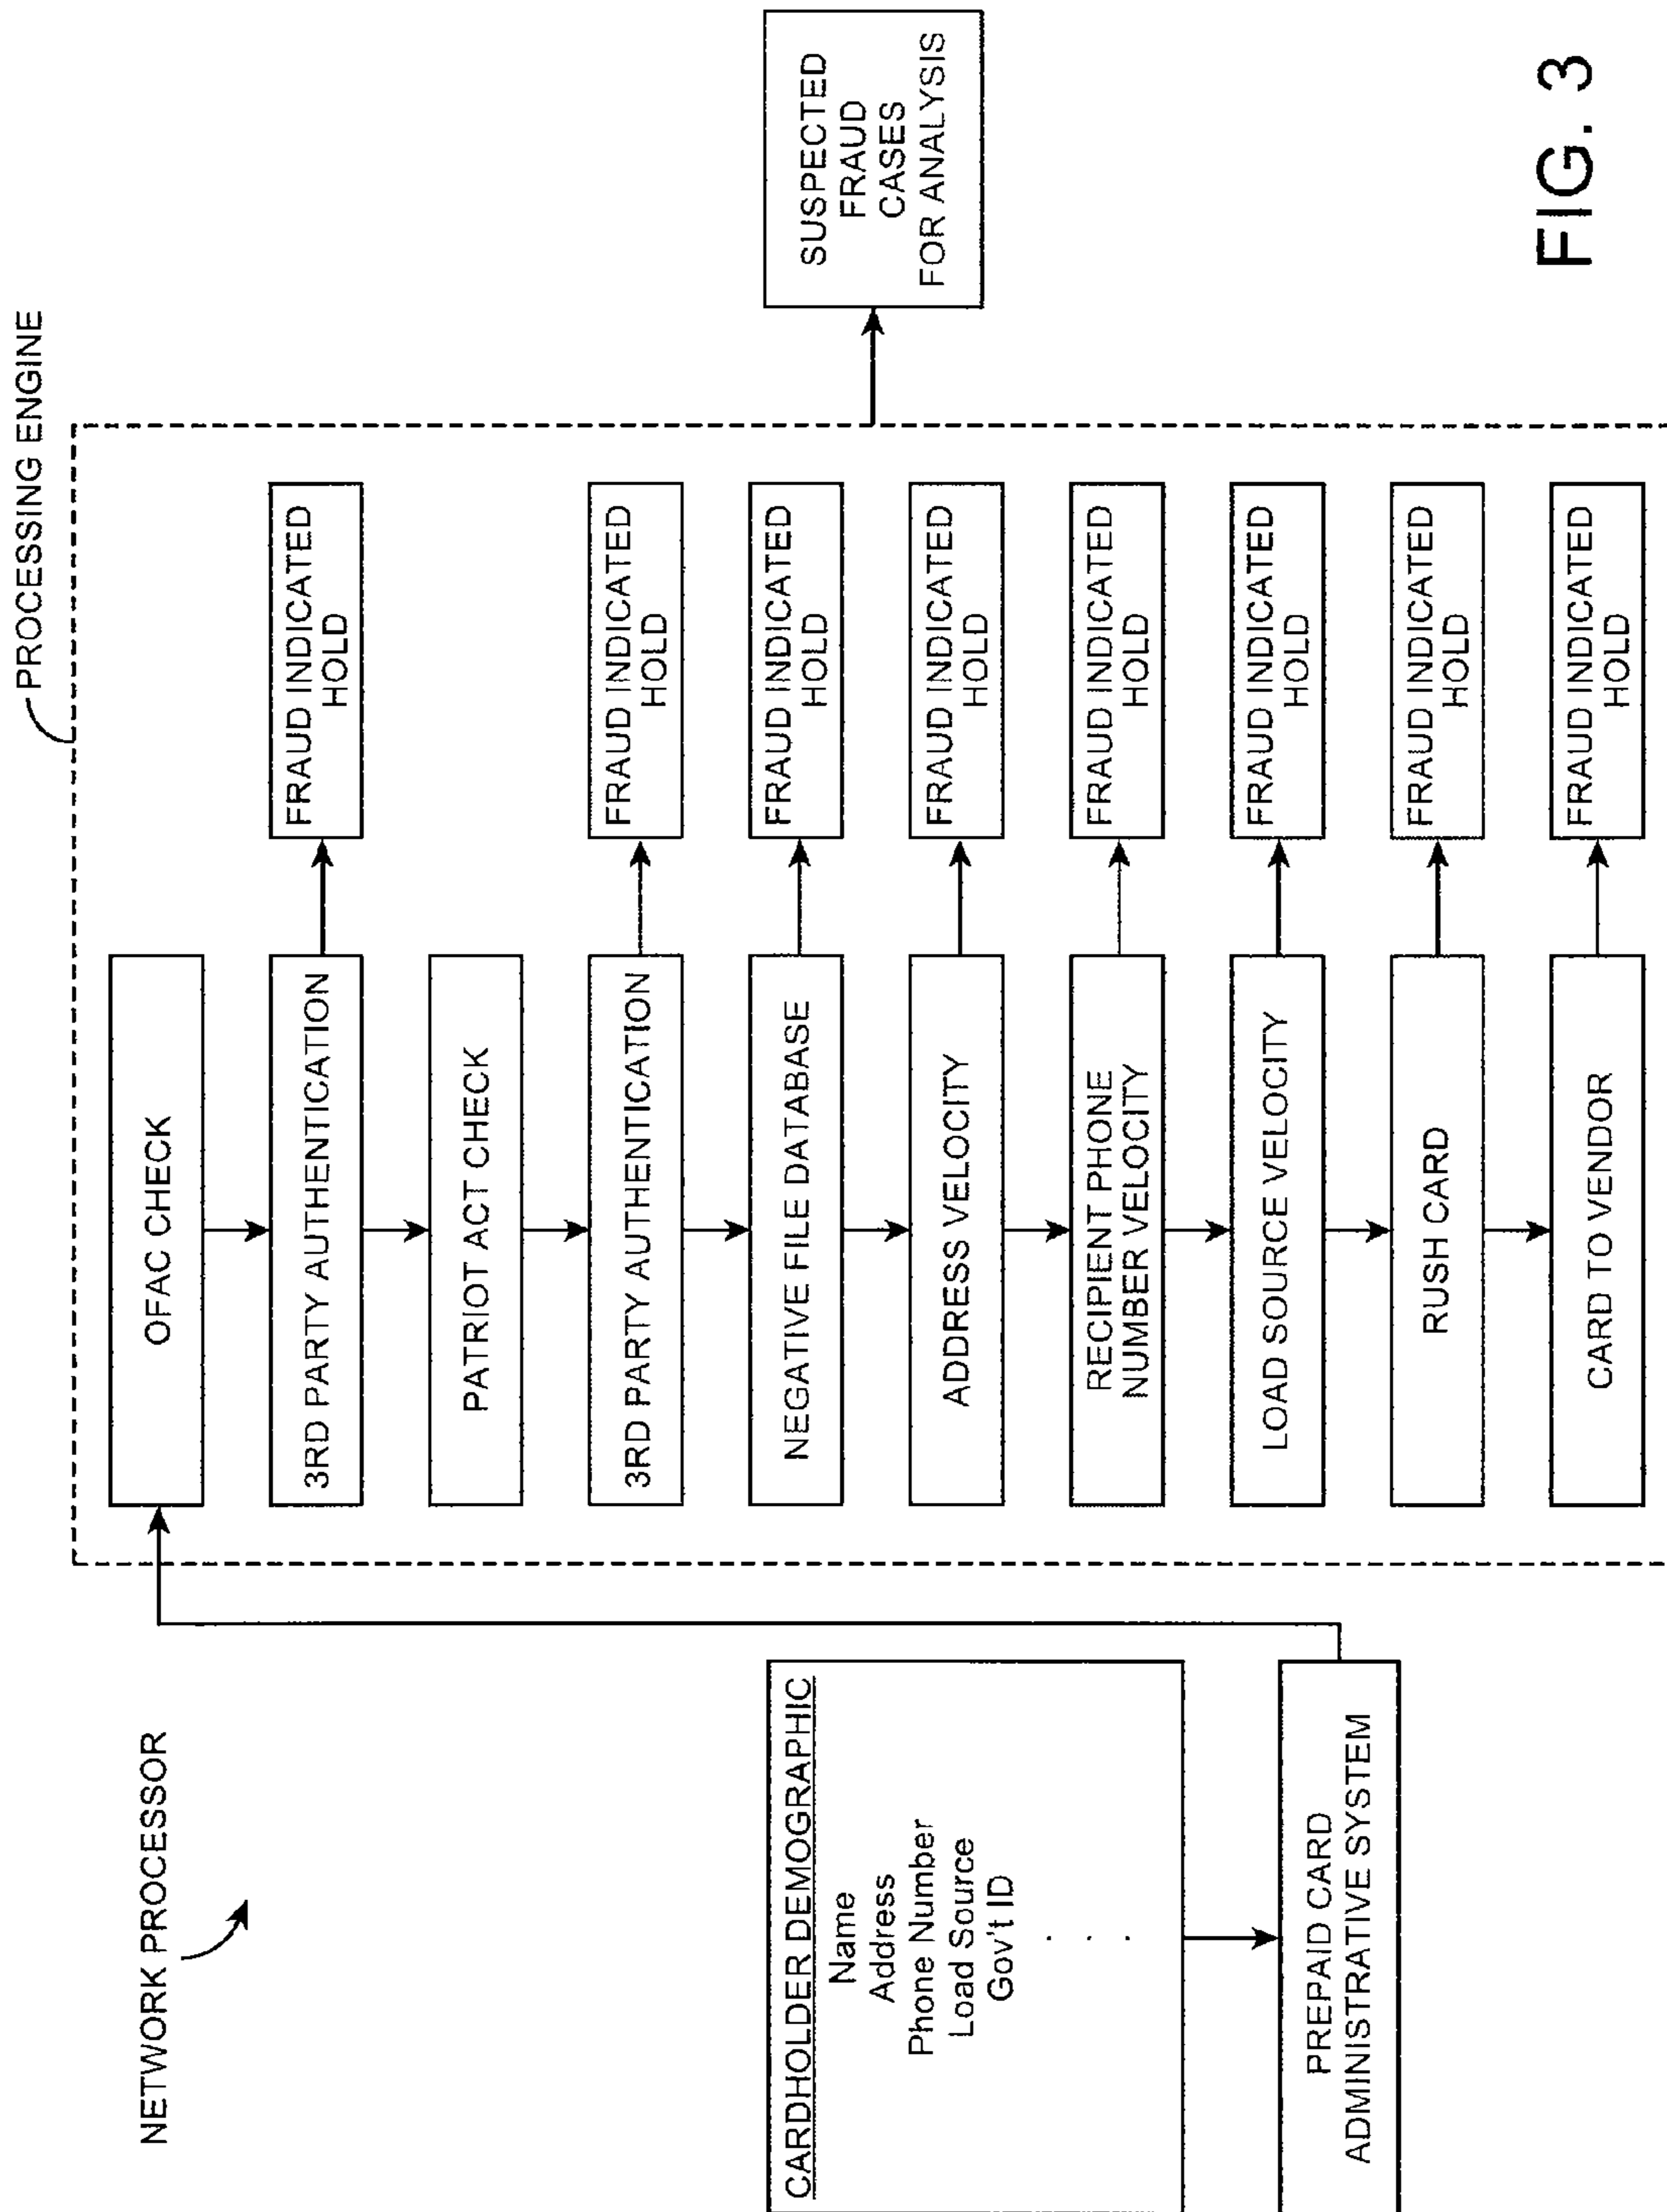 NETWORK PROCESSOR
CARDHOLDER DEMOGRAPHIC
Name
Address
Phone Number
Load Source
Gov't ID
.
.
.
PREPAID CARD
ADMINISTRATIVE SYSTEM
PROCESSING ENGINE
OFAC CHECK
3RD PARTY AUTHENTICATION
FRAUD INDICATED
HOLD
PATRIOT ACT CHECK
3RD PARTY AUTHENTICATION
FRAUD INDICATED
HOLD
NEGATIVE FILE DATABASE
FRAUD INDICATED
HOLD
ADDRESS VELOCITY
FRAUD INDICATED
HOLD
RECIPIENT PHONE
NUMBER VELOCITY
FRAUD INDICATED
HOLD
LOAD SOURCE VELOCITY
FRAUD INDICATED
HOLD
RUSH CARD
FRAUD INDICATED
HOLD
CARD TO VENDOR
FRAUD INDICATED
HOLD
SUSPECTED
FRAUD
CASES
FOR ANALYSIS
FIG. 3